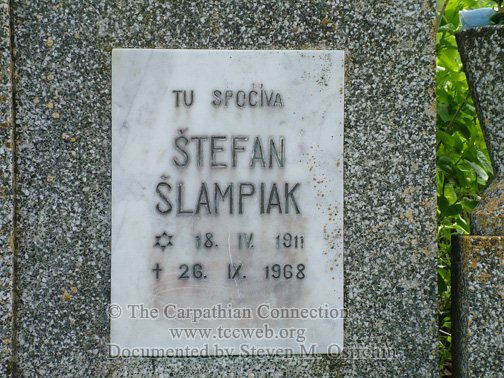 TU SPOČÍVA
ŠTEFAN
ŠLAMPIAK
✡ 18. IV. 1911
† 26. IX. 1968
© The Carpathian Connection
www.tccweb.org
Documented by Steven M. Osifchin